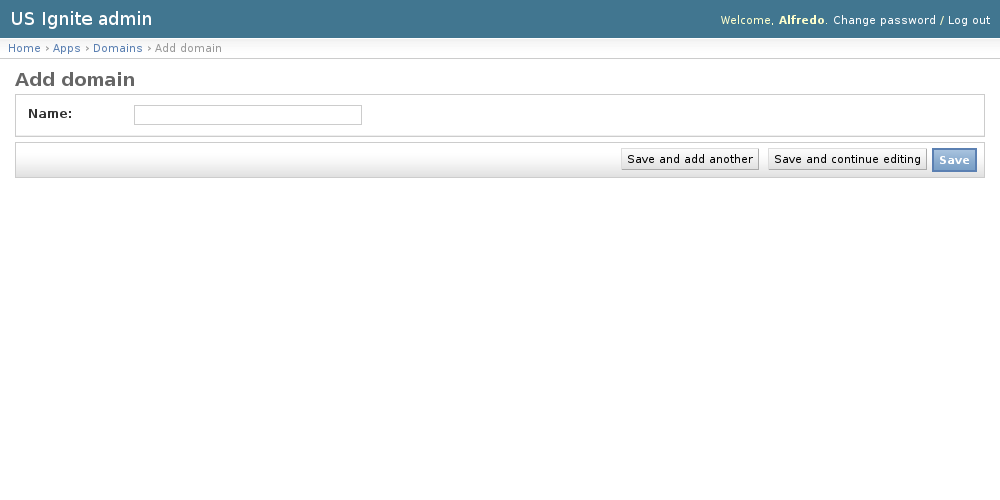 US Ignite admin
Welcome, Alfredo. Change password / Log out
Home › Apps › Domains › Add domain
Add domain
Name:
Save and add another Save and continue editing Save